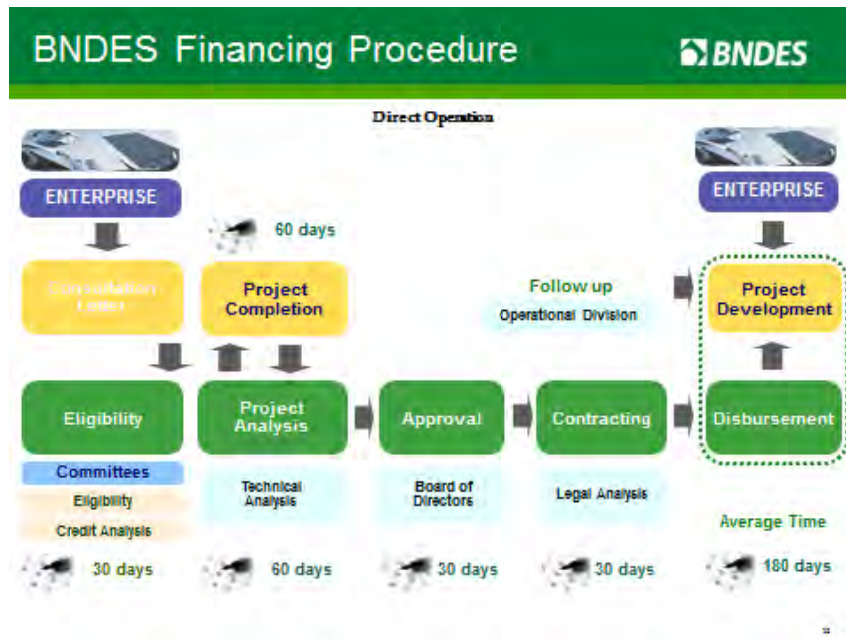 BNDES Financing Procedure
BNDES
Direct Operation
ENTERPRISE
ENTERPRISE
60 days
Consultation
Letter
Project
Completion
Follow up
Operational Division
Project
Development
Eligibility
Project
Analysis
Approval
Contracting
Disbursement
Committees
Eligibility
Credit Analysis
Technical
Analysis
Board of
Directors
Legal Analysis
Average Time
30 days
60 days
30 days
30 days
180 days